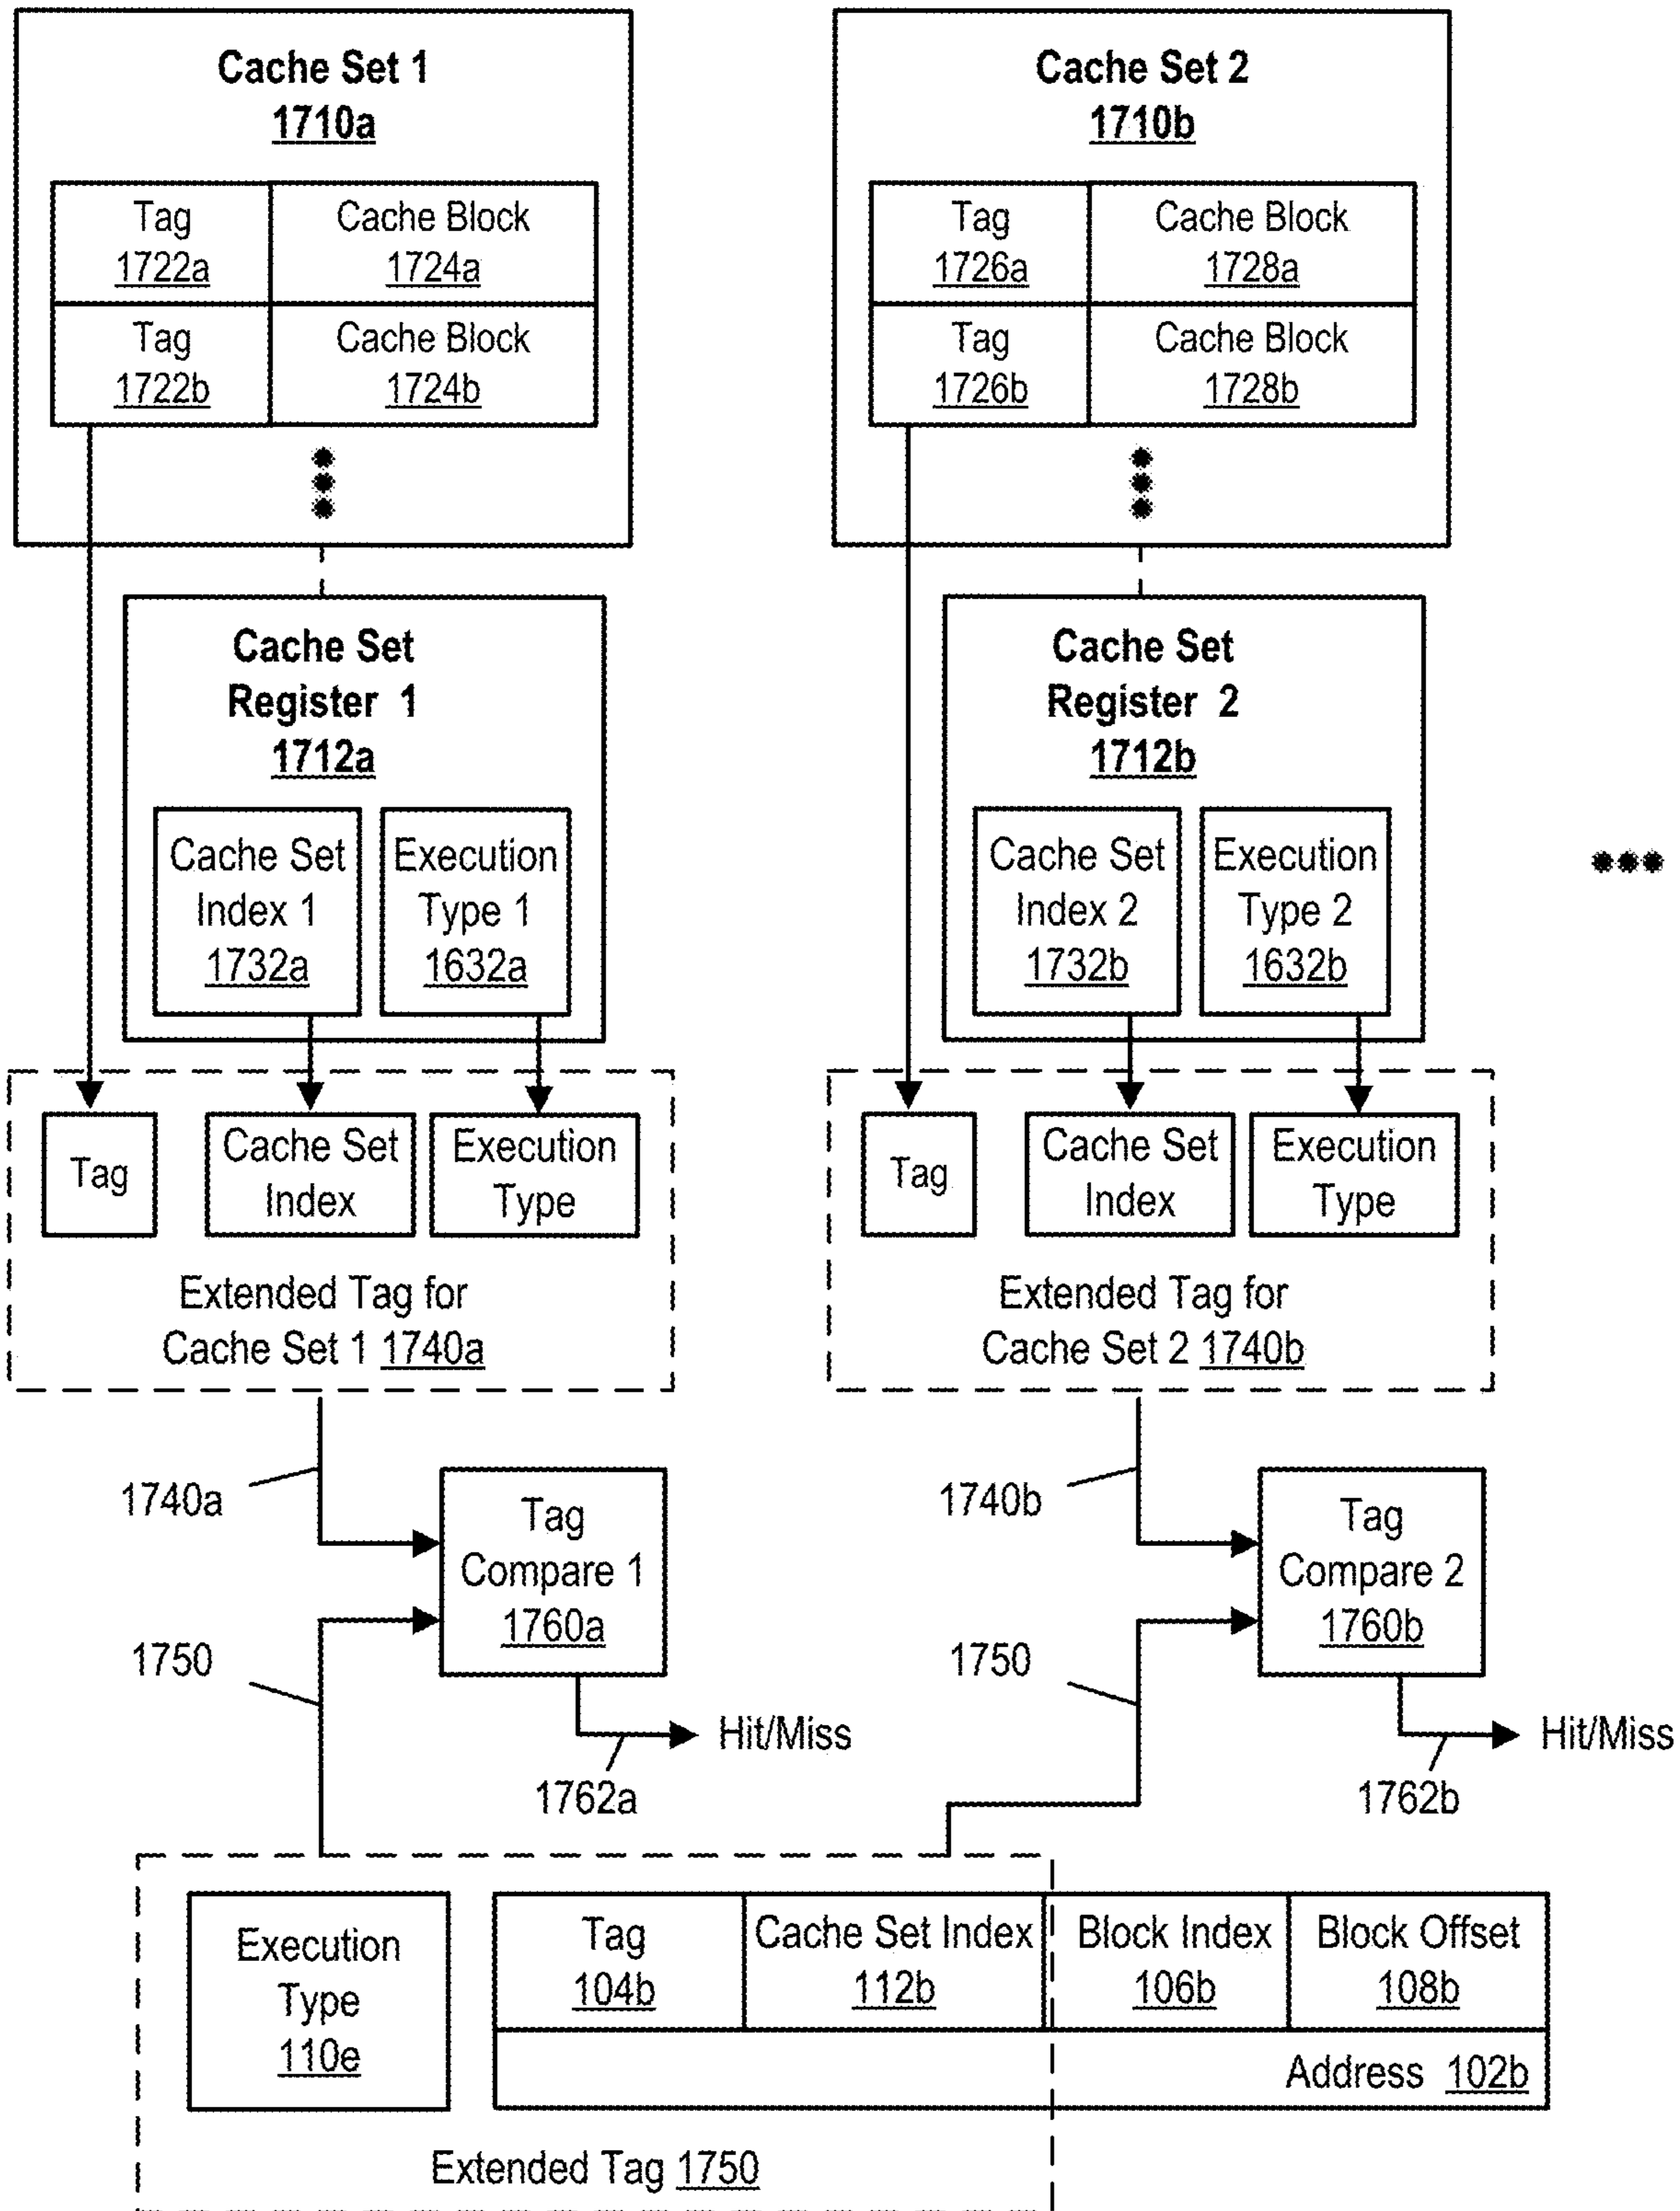 Cache Set 1
1710a
Tag
1722a
Cache Block
1724a
Tag
1722b
Cache Block
1724b
Cache Set 2
1710b
Tag
1726a
Cache Block
1728a
Tag
1726b
Cache Block
1728b
Cache Set
Register 1
1712a
Cache Set
Index 1
1732a
Execution
Type 1
1632a
Cache Set
Register 2
1712b
Cache Set
Index 2
1732b
Execution
Type 2
1632b
Tag
Cache Set
Index
Execution
Type
Extended Tag for
Cache Set 1 1740a
Tag
Cache Set
Index
Execution
Type
Extended Tag for
Cache Set 2 1740b
1740a
Tag
Compare 1
1760a
1750
Hit/Miss
1762a
1740b
Tag
Compare 2
1760b
1750
Hit/Miss
1762b
Execution
Type
110e
Tag
104b
Cache Set Index
112b
Block Index
106b
Block Offset
108b
Address 102b
Extended Tag 1750